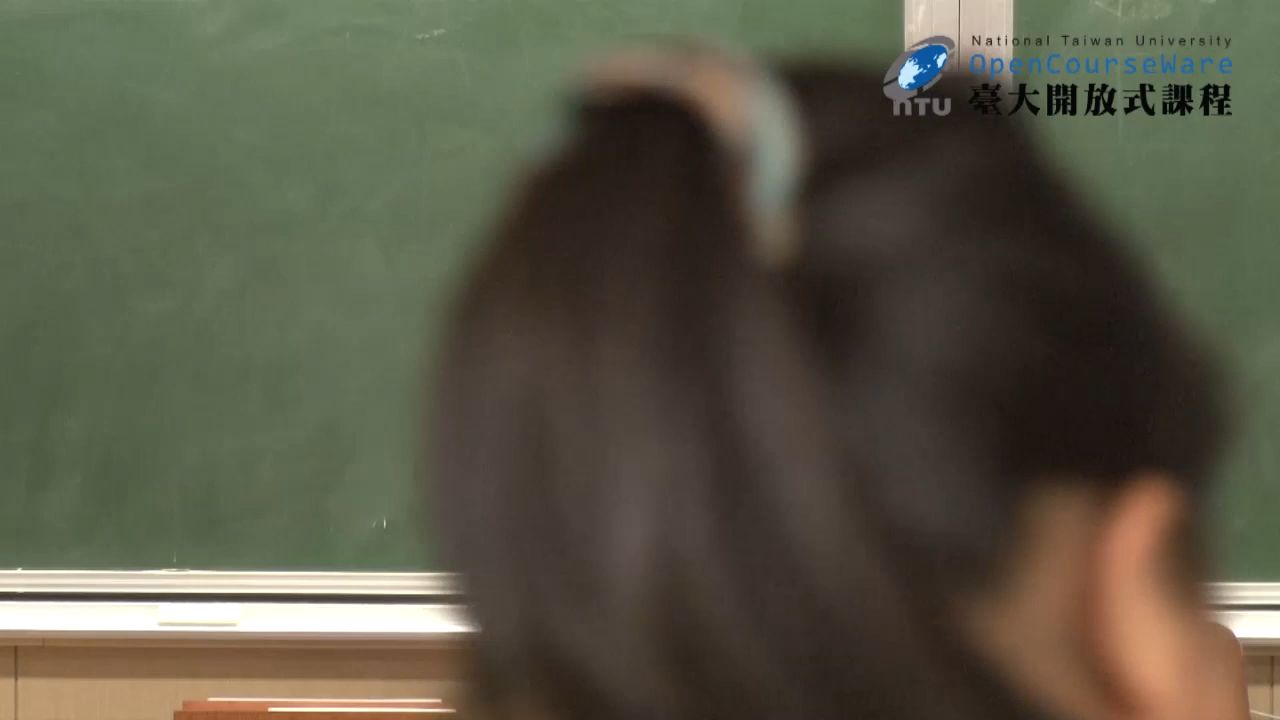 National Taiwan University
OpenCourseWare
NTU
臺大開放式課程